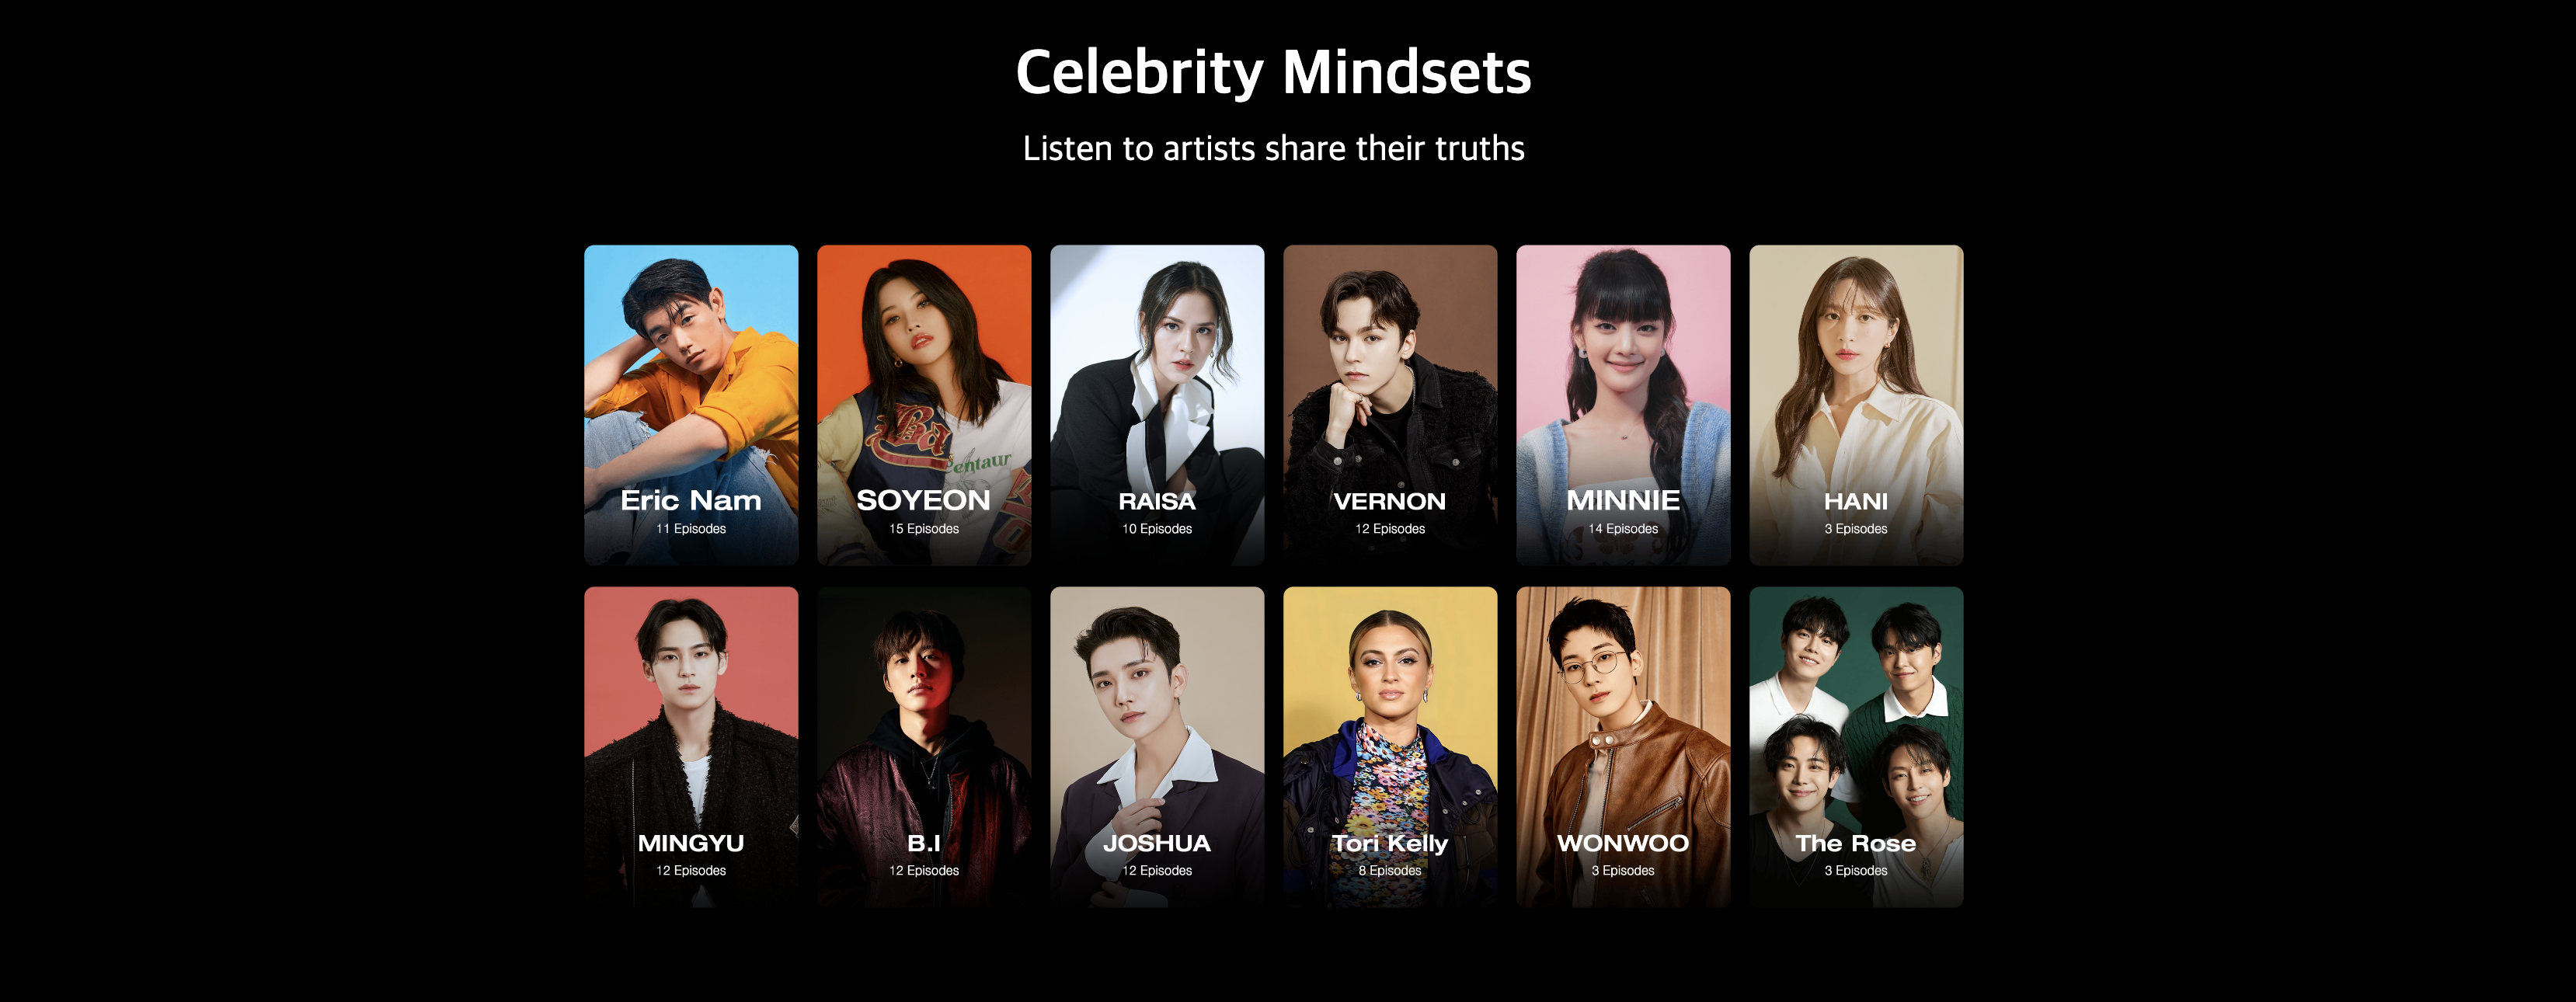 Celebrity Mindsets
Listen to artists share their truths
Eric Nam
11 Episodes
SOYEON
15 Episodes
RAISA
10 Episodes
VERNON
12 Episodes
MINNIE
14 Episodes
HANI
3 Episodes
MINGYU
12 Episodes
B.I
12 Episodes
JOSHUA
12 Episodes
Tori Kelly
8 Episodes
WONWOO
3 Episodes
The Rose
3 Episodes